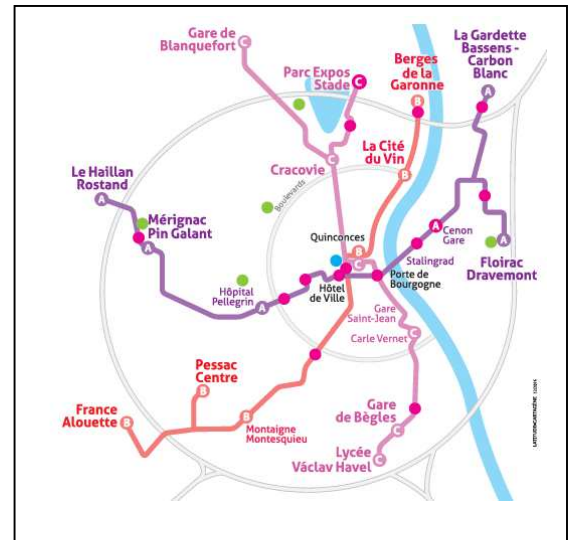 Gare de
Blanquefort
C
Parc Expos
Stade
C
Berges
de la
Garonne
B
La Gardette
Bassens -
Carbon
Blanc
A
La Cité
du Vin
B
Cracovie
C
Le Haillan
Rostand
A
Boulevards
Mérignac
Pin Galant
A
Quinconces
B
C
A
Cenon
Gare
Stalingrad
Floirac
Dravemont
A
Hôpital
Pellegrin
A
Hôtel
de Ville
Porte de
Bourgogne
Gare
Saint-Jean
Carle Vernet
C
Pessac
Centre
B
France
Alouette
B
B
Montaigne
Montesquieu
Gare
de Bègles
C
Lycée
Václav Havel
C